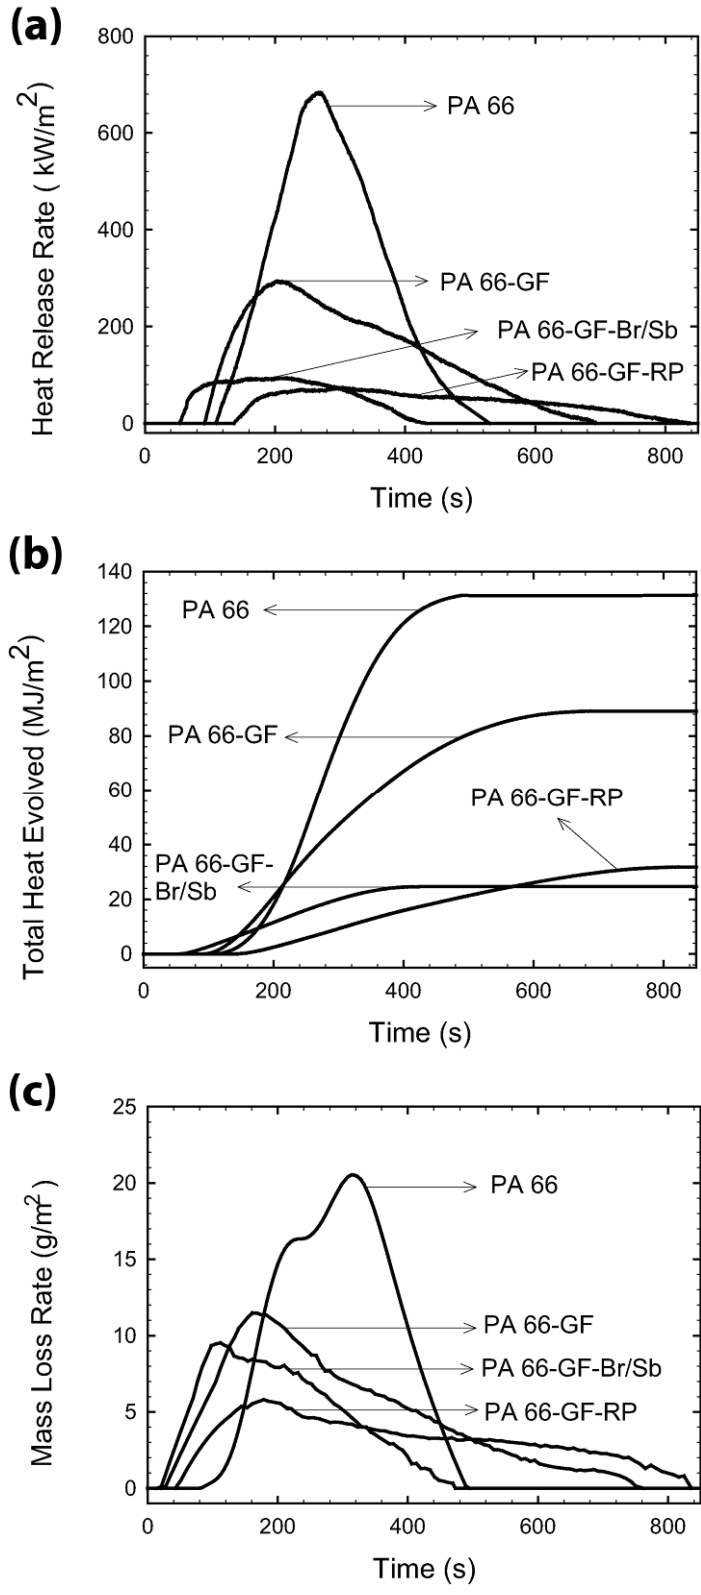 (a)
800
600
400
200
0
Heat Release Rate ( kW/m2)
PA 66
PA 66-GF
PA 66-GF-Br/Sb
PA 66-GF-RP
0 200 400 600 800
Time (s)
(b)
140
120
100
80
60
40
20
0
Total Heat Evolved (MJ/m2)
PA 66
PA 66-GF
PA 66-GF-RP
PA 66-GF-
Br/Sb
0 200 400 600 800
Time (s)
(c)
25
20
15
10
5
0
Mass Loss Rate (g/m2)
PA 66
PA 66-GF
PA 66-GF-Br/Sb
PA 66-GF-RP
0 200 400 600 800
Time (s)